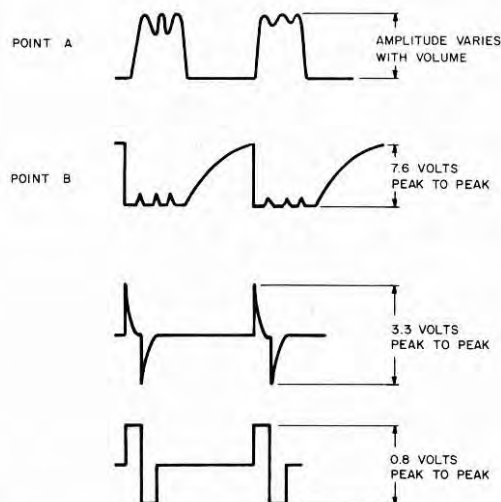 POINT A
AMPLITUDE VARIES
WITH VOLUME
POINT B
7.6 VOLTS
PEAK TO PEAK
3.3 VOLTS
PEAK TO PEAK
0.8 VOLTS
PEAK TO PEAK